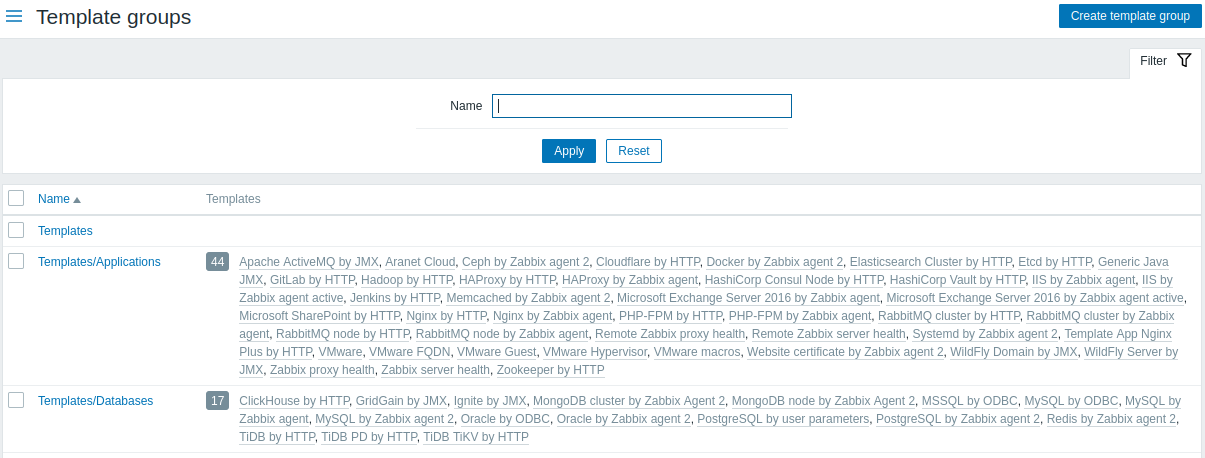 Template groups
Create template group
Filter
Name
Apply Reset
Name Templates
Templates
Templates/Applications 44 Apache ActiveMQ by JMX, Aranet Cloud, Ceph by Zabbix agent 2, Cloudflare by HTTP, Docker by Zabbix agent 2, Elasticsearch Cluster by HTTP, Etcd by HTTP, Generic Java
JMX, GitLab by HTTP, Hadoop by HTTP, HAProxy by HTTP, HAProxy by Zabbix agent, HashiCorp Consul Node by HTTP, HashiCorp Vault by HTTP, IIS by Zabbix agent, IIS by
Zabbix agent active, Jenkins by HTTP, Memcached by Zabbix agent 2, Microsoft Exchange Server 2016 by Zabbix agent, Microsoft Exchange Server 2016 by Zabbix agent active,
Microsoft SharePoint by HTTP, Nginx by HTTP, Nginx by Zabbix agent, PHP-FPM by HTTP, PHP-FPM by Zabbix agent, RabbitMQ cluster by HTTP, RabbitMQ cluster by Zabbix
agent, RabbitMQ node by HTTP, RabbitMQ node by Zabbix agent, Remote Zabbix proxy health, Remote Zabbix server health, Systemd by Zabbix agent 2, Template App Nginx
Plus by HTTP, VMware, VMware FQDN, VMware Guest, VMware Hypervisor, VMware macros, Website certificate by Zabbix agent 2, WildFly Domain by JMX, WildFly Server by
JMX, Zabbix proxy health, Zabbix server health, Zookeeper by HTTP
Templates/Databases 17 ClickHouse by HTTP, GridGain by JMX, Ignite by JMX, MongoDB cluster by Zabbix Agent 2, MongoDB node by Zabbix Agent 2, MSSQL by ODBC, MySQL by ODBC, MySQL by
Zabbix agent, MySQL by Zabbix agent 2, Oracle by ODBC, Oracle by Zabbix agent 2, PostgreSQL by user parameters, PostgreSQL by Zabbix agent 2, Redis by Zabbix agent 2,
TiDB by HTTP, TiDB PD by HTTP, TiDB TiKV by HTTP